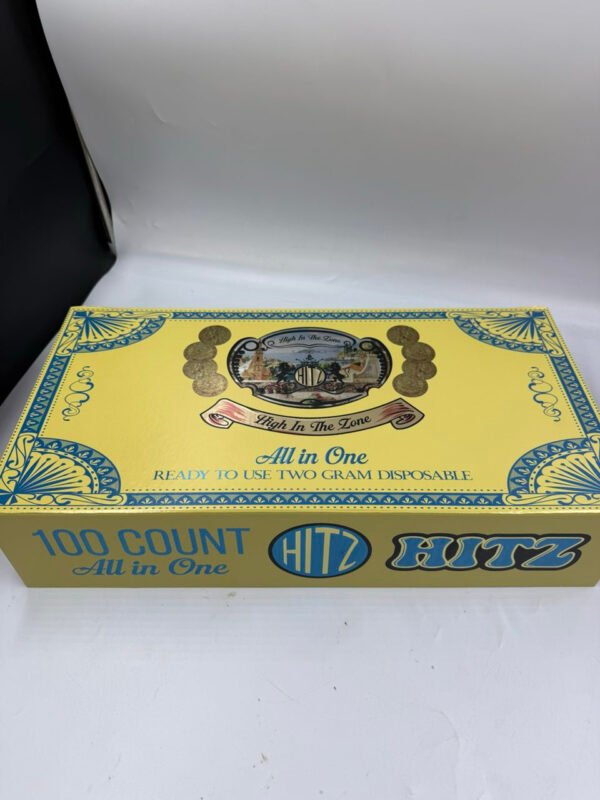 High In The Zone
HITZ
High In The Zone
All in One
READY TO USE TWO GRAM DISPOSABLE
100 COUNT
All in One
HITZ
HITZ